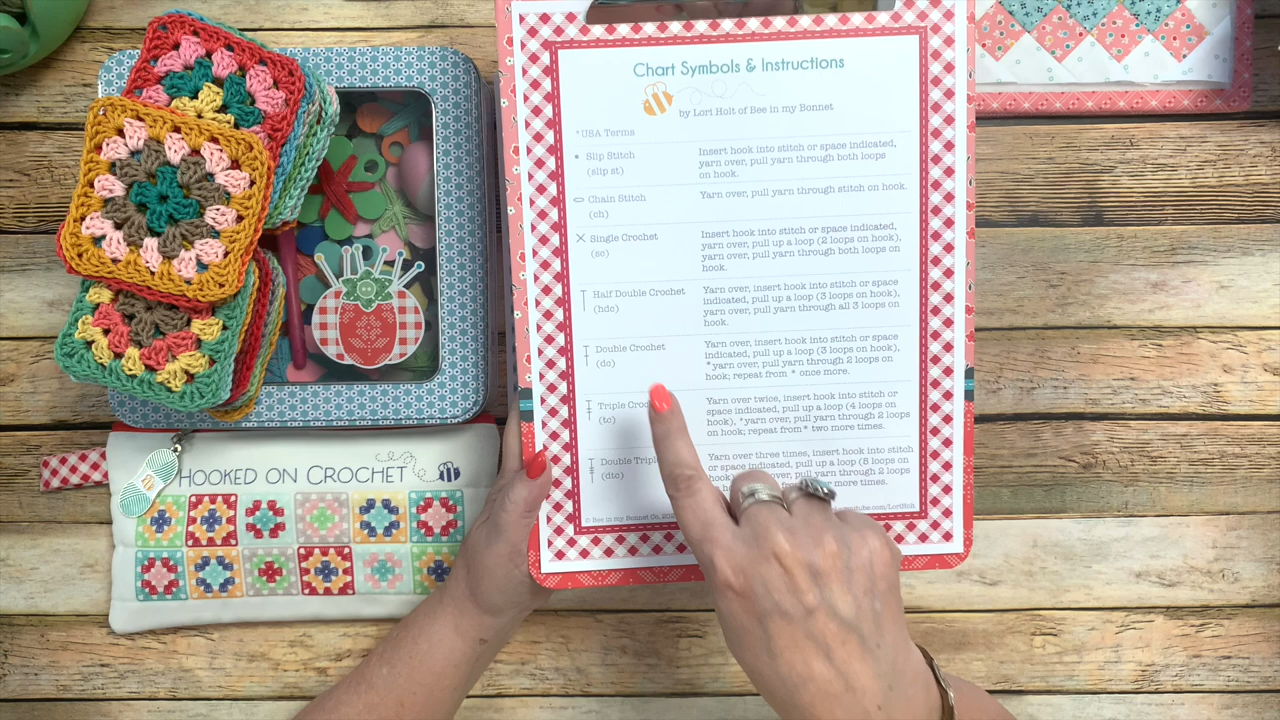 Chart Symbols & Instructions
by Lori Holt of Bee in my Bonnet
*USA Terms
Slip Stitch
(slip st)
Insert hook into stitch or space indicated,
yarn over, pull yarn through both loops
on hook.
Chain Stitch
(ch)
Yarn over, pull yarn through stitch on hook.
Single Crochet
(sc)
Insert hook into stitch or space indicated,
yarn over, pull up a loop (2 loops on hook),
yarn over, pull yarn through both loops on
hook.
Half Double Crochet
(hdc)
Yarn over, insert hook into stitch or space
indicated, pull up a loop (3 loops on hook),
yarn over, pull yarn through all 3 loops on
hook.
Double Crochet
(dc)
Yarn over, insert hook into stitch or space
indicated, pull up a loop (3 loops on hook),
*yarn over, pull yarn through 2 loops on
hook; repeat from * once more.
Triple
(tc)
Yarn over twice, insert hook into stitch or
space indicated, pull up a loop (4 loops on
hook), *yarn over, pull yarn through 2 loops
on hook; repeat from * two more times.
Double Triple
(dtc)
Yarn over three times, insert hook into stitch
or space indicated, pull up a loop (5 loops
over, pull yarn through 2 loops
more times.
© Bee in my Bonnet Co.
HOOKED ON CROCHET